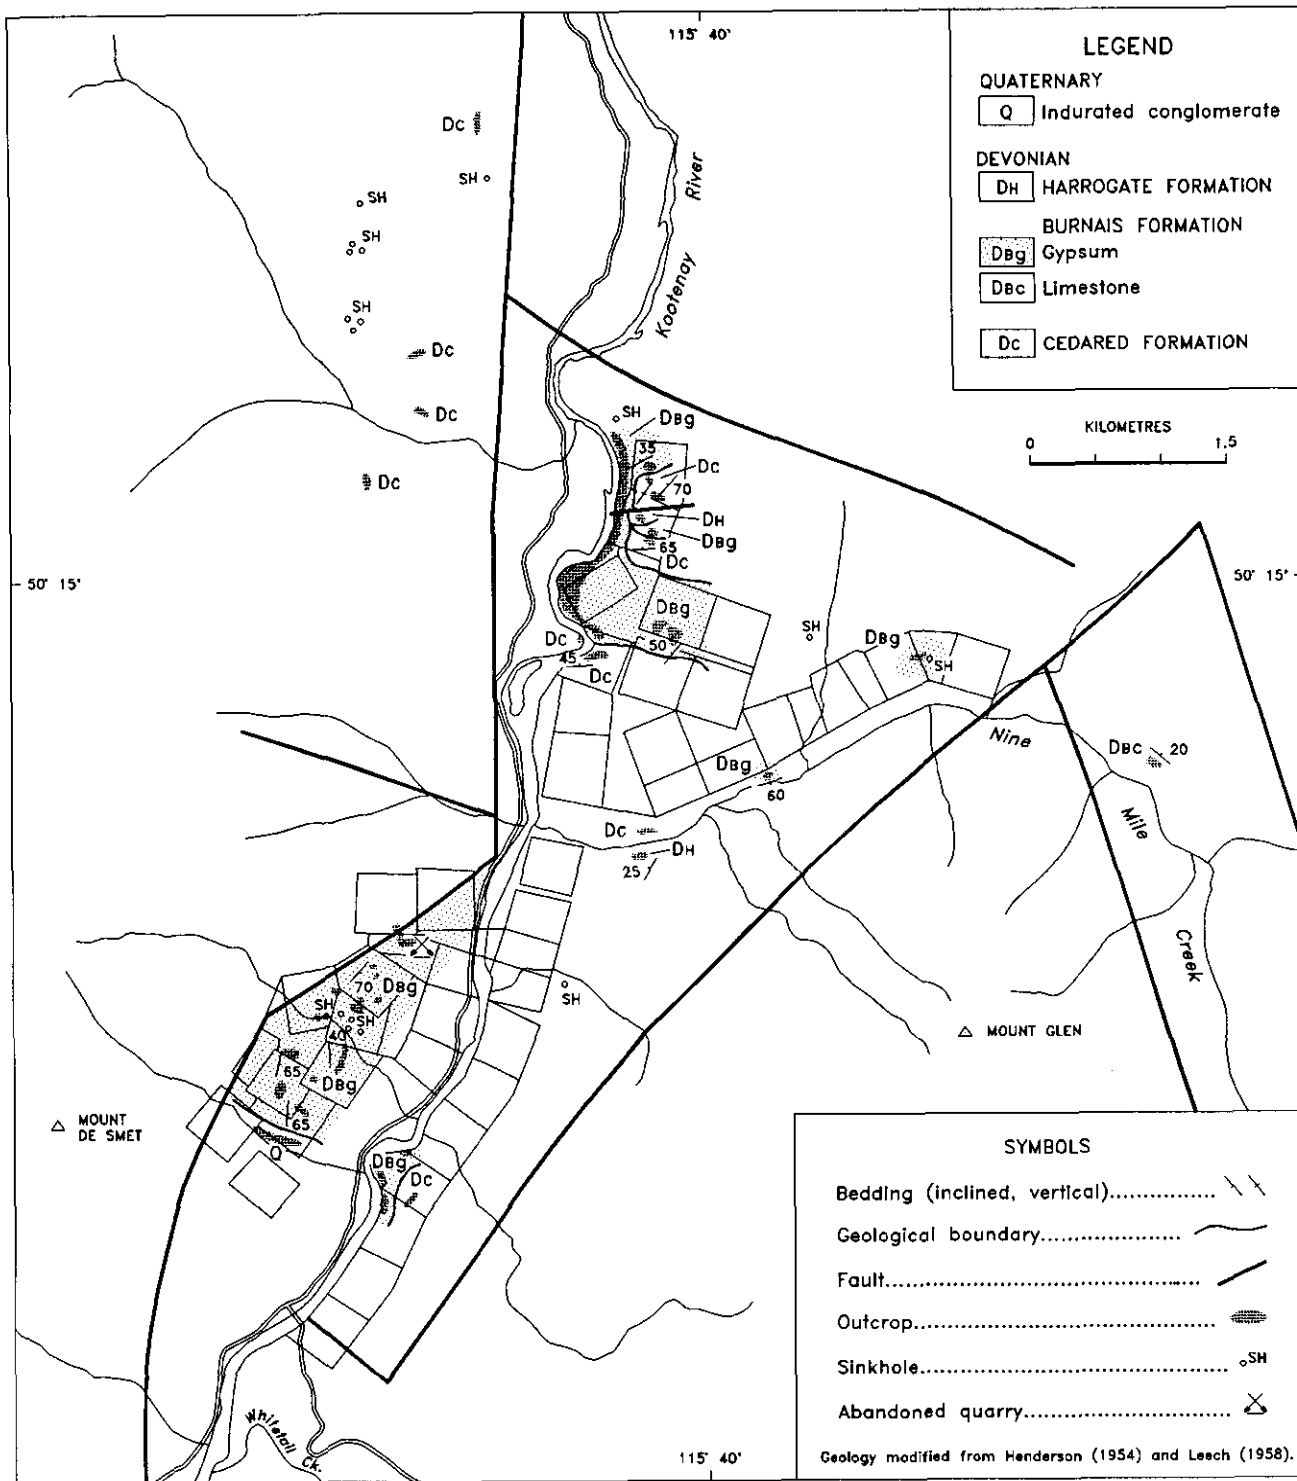 115° 40'
LEGEND
QUATERNARY
Q Indurated conglomerate
DEVONIAN
DH HARROGATE FORMATION
BURNAIS FORMATION
DBg Gypsum
DBc Limestone
Dc CEDARED FORMATION
KILOMETRES
0 1.5
Dc
SH
SH
SH
SH
Dc
Dc
Dc
River
Kootenay
SH DBg
35
Dc
70
DH
DBg
65
Dc
50° 15'
50° 15'
DBg
Dc
50
45
Dc
SH
DBg
SH
Nine
DBc 20
DBg
60
Mile
Dc
DH
25
Creek
DBg
70
SH
SH
40
SH
65
DBg
65
MOUNT GLEN
MOUNT
DE SMET
Q
DBg
Dc
Whitetail
Ck.
115° 40'
SYMBOLS
Bedding (inclined, vertical)
Geological boundary
Fault
Outcrop
Sinkhole SH
Abandoned quarry
Geology modified from Henderson (1954) and Leech (1958).